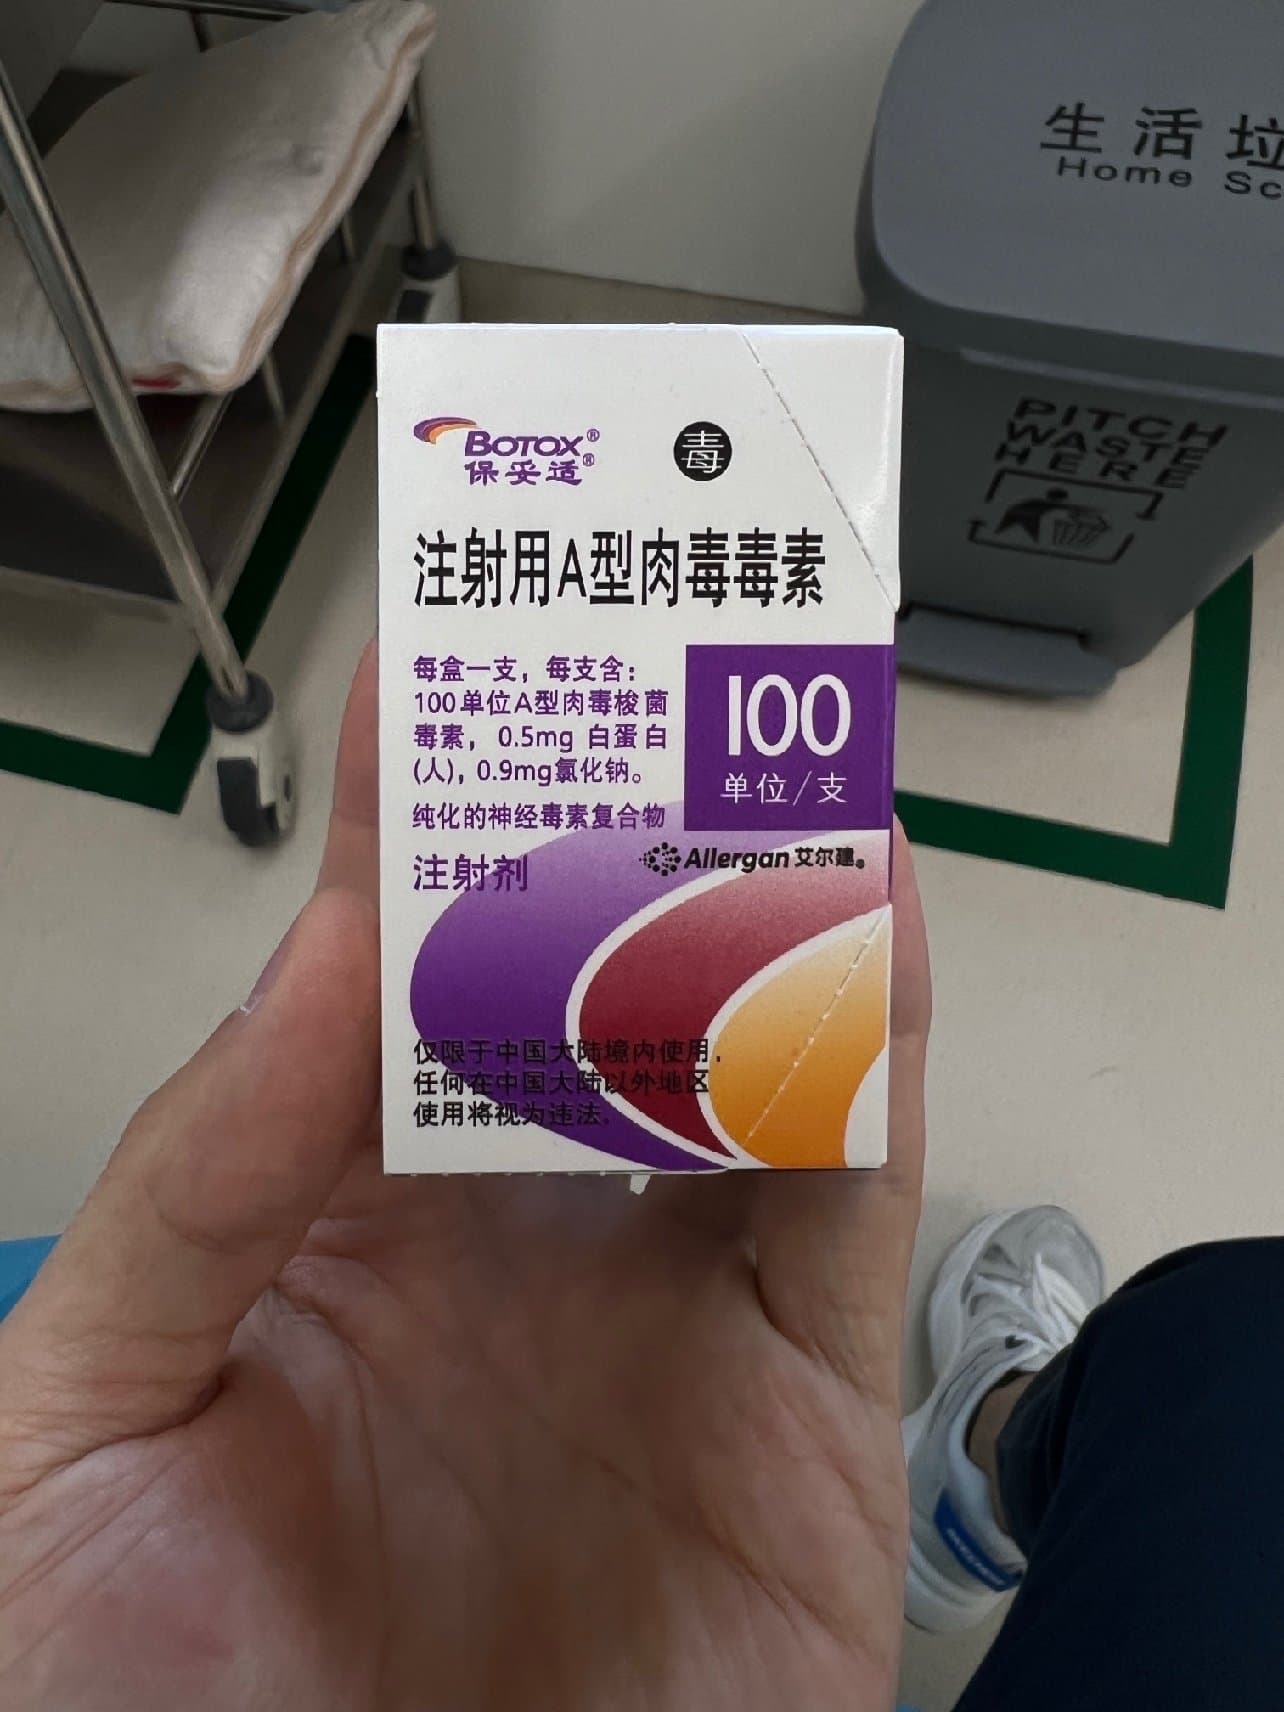 生活垃
Home Sc
PITCH
WASTE
HERE
BOTOX®
保妥适®
毒
注射用A型肉毒毒素
每盒一支，每支含：
100单位A型肉毒梭菌
毒素，0.5mg 白蛋白
(人)，0.9mg氯化钠。
纯化的神经毒素复合物
注射剂
100
单位/支
Allergan 艾尔建®
仅限于中国大陆境内使用，
任何在中国大陆以外地区
使用将视为违法.